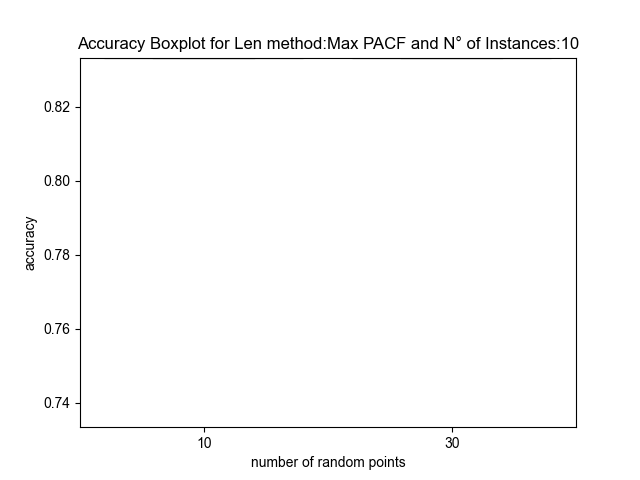 Accuracy Boxplot for Len method:Max PACF and N° of Instances:10
0.82
0.80
0.78
0.76
0.74
accuracy
10 30
number of random points